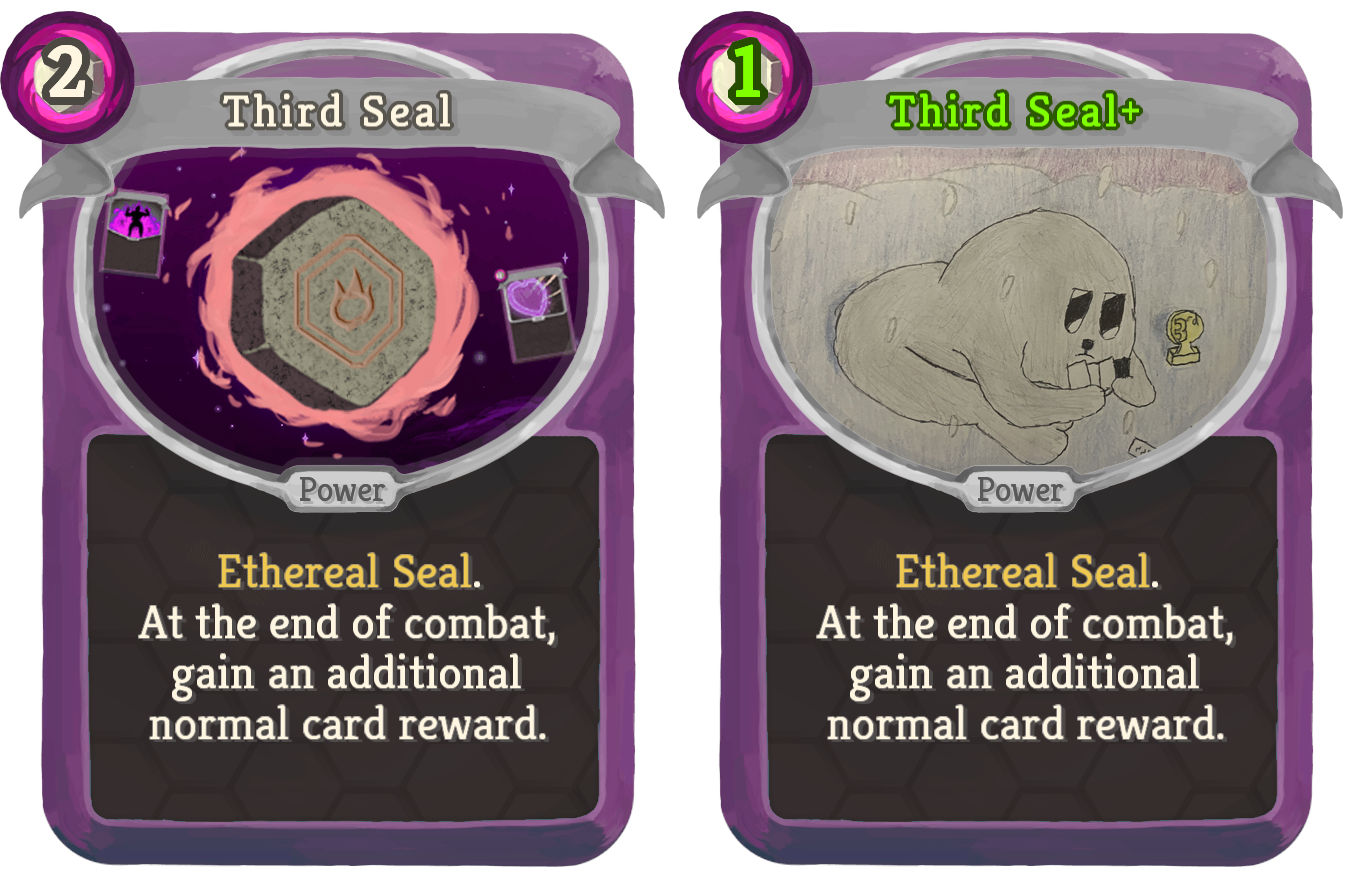 2
Third Seal
Power
Ethereal Seal.
At the end of combat,
gain an additional
normal card reward.
1
Third Seal+
3rd
Power
Ethereal Seal.
At the end of combat,
gain an additional
normal card reward.